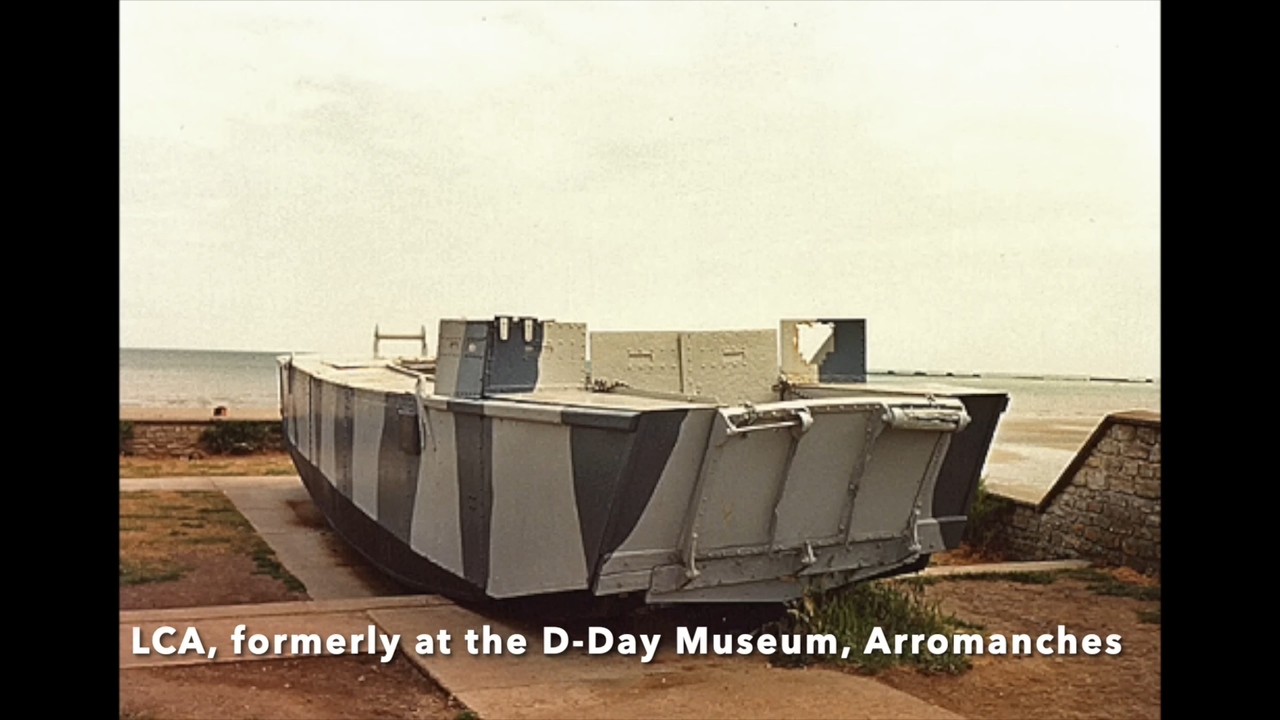 LCA, formerly at the D-Day Museum, Arromanches